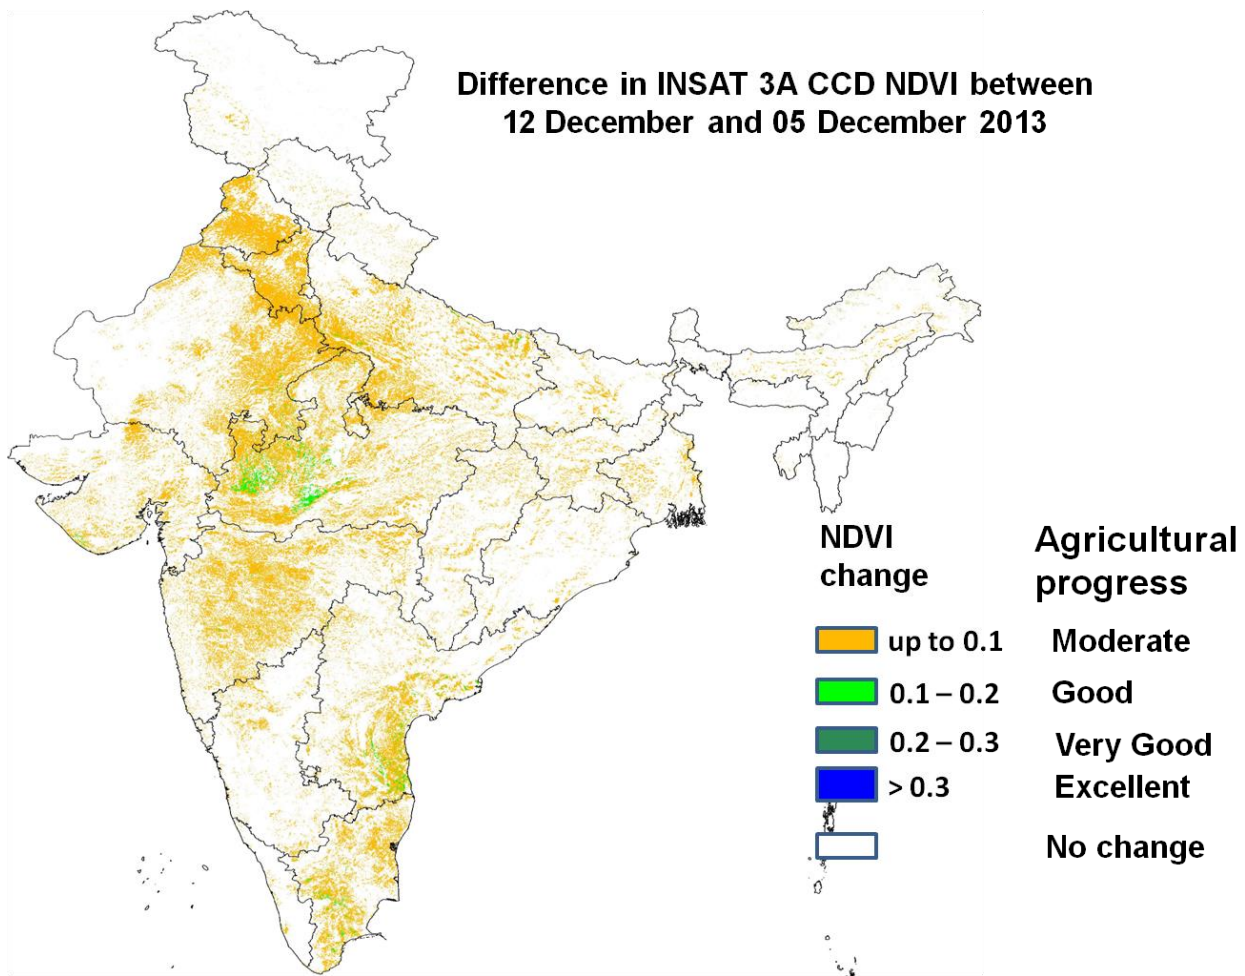 Difference in INSAT 3A CCD NDVI between
12 December and 05 December 2013
NDVI
change
Agricultural
progress
up to 0.1 Moderate
0.1 – 0.2 Good
0.2 – 0.3 Very Good
> 0.3 Excellent
No change